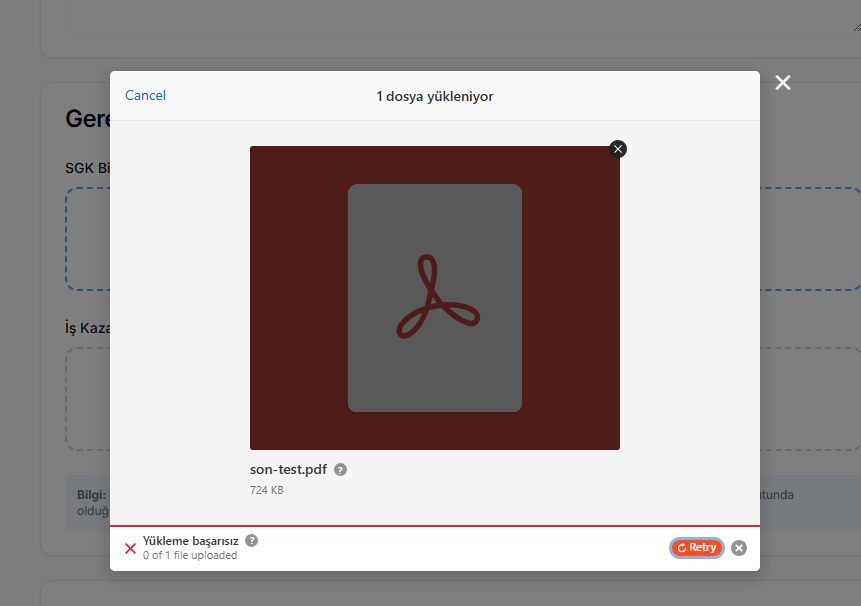 Cancel
1 dosya yükleniyor
Gere
SGK Bi
İş Kaza
Bilgi:
olduğ
son-test.pdf
724 KB
Yükleme başarısız
0 of 1 file uploaded
Retry